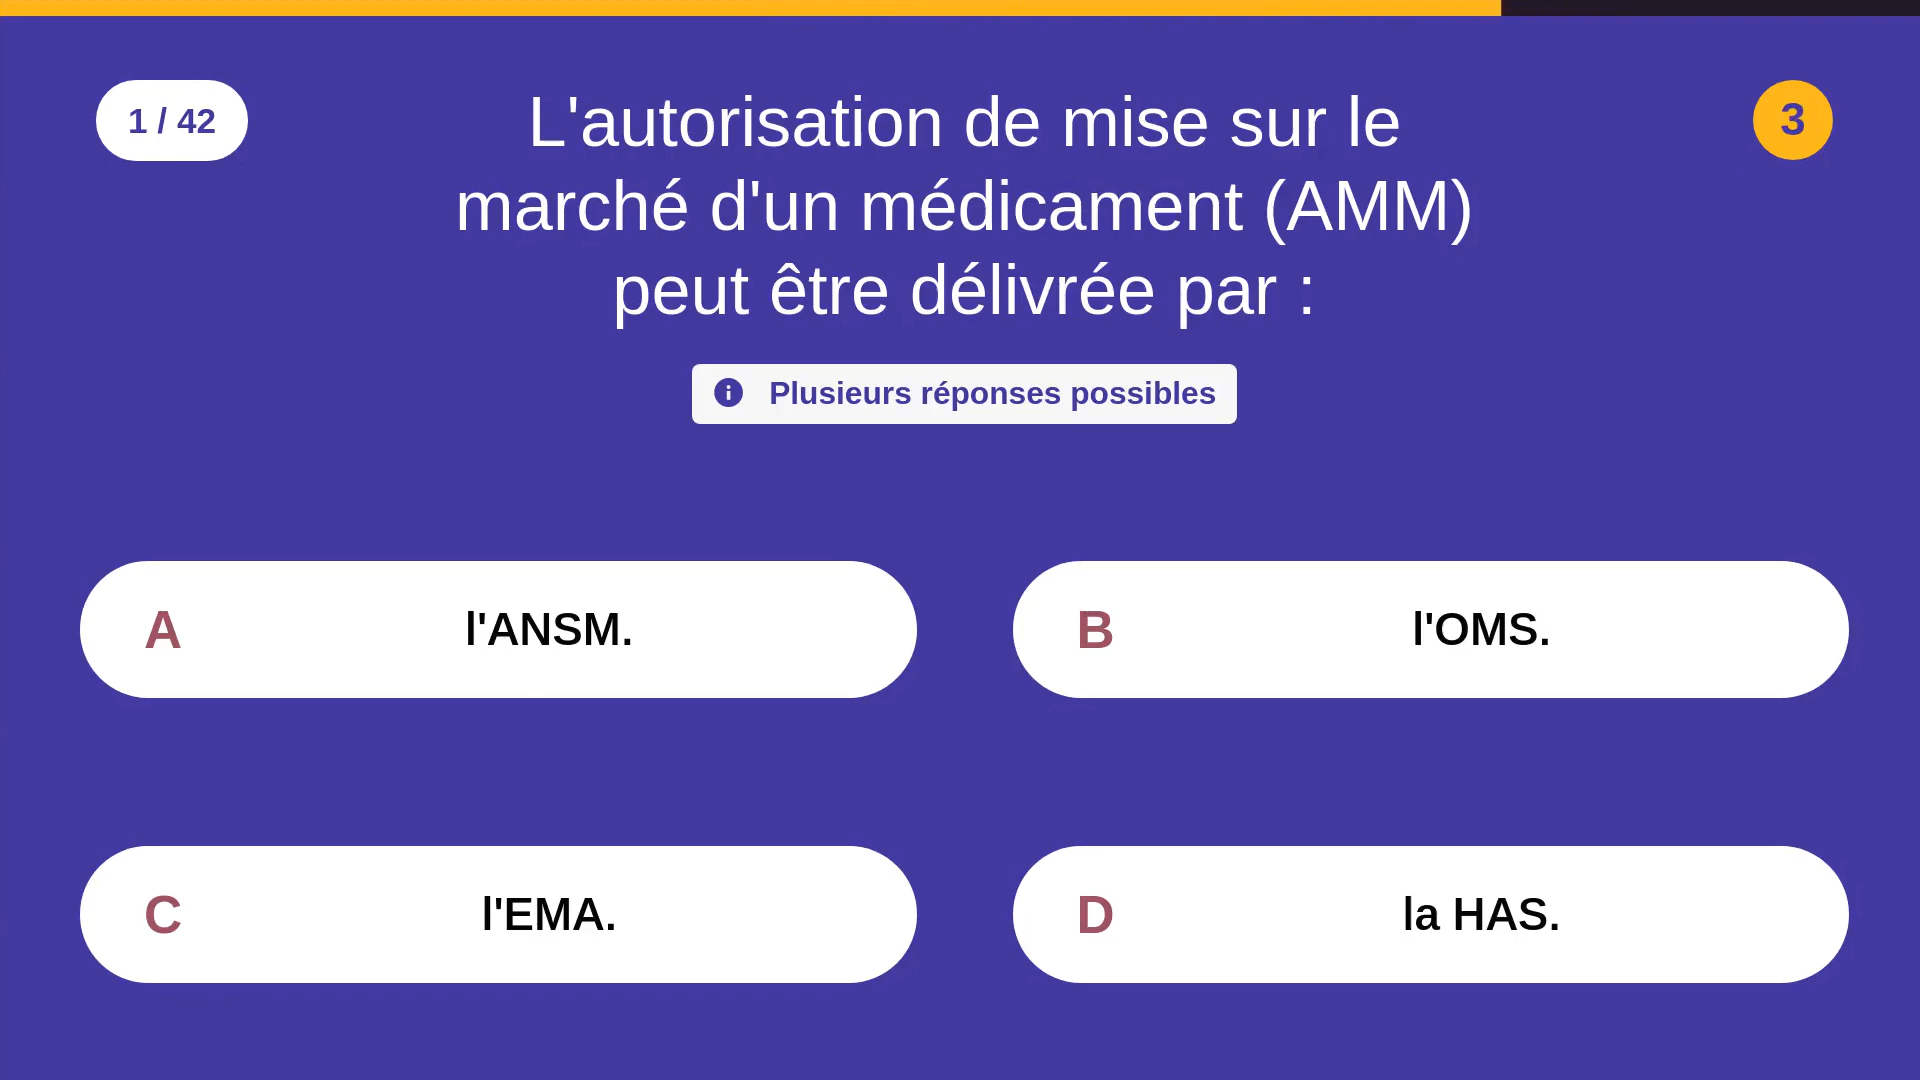 1 / 42
L'autorisation de mise sur le
marché d'un médicament (AMM)
peut être délivrée par :
3
Plusieurs réponses possibles
A l'ANSM.
B l'OMS.
C l'EMA.
D la HAS.